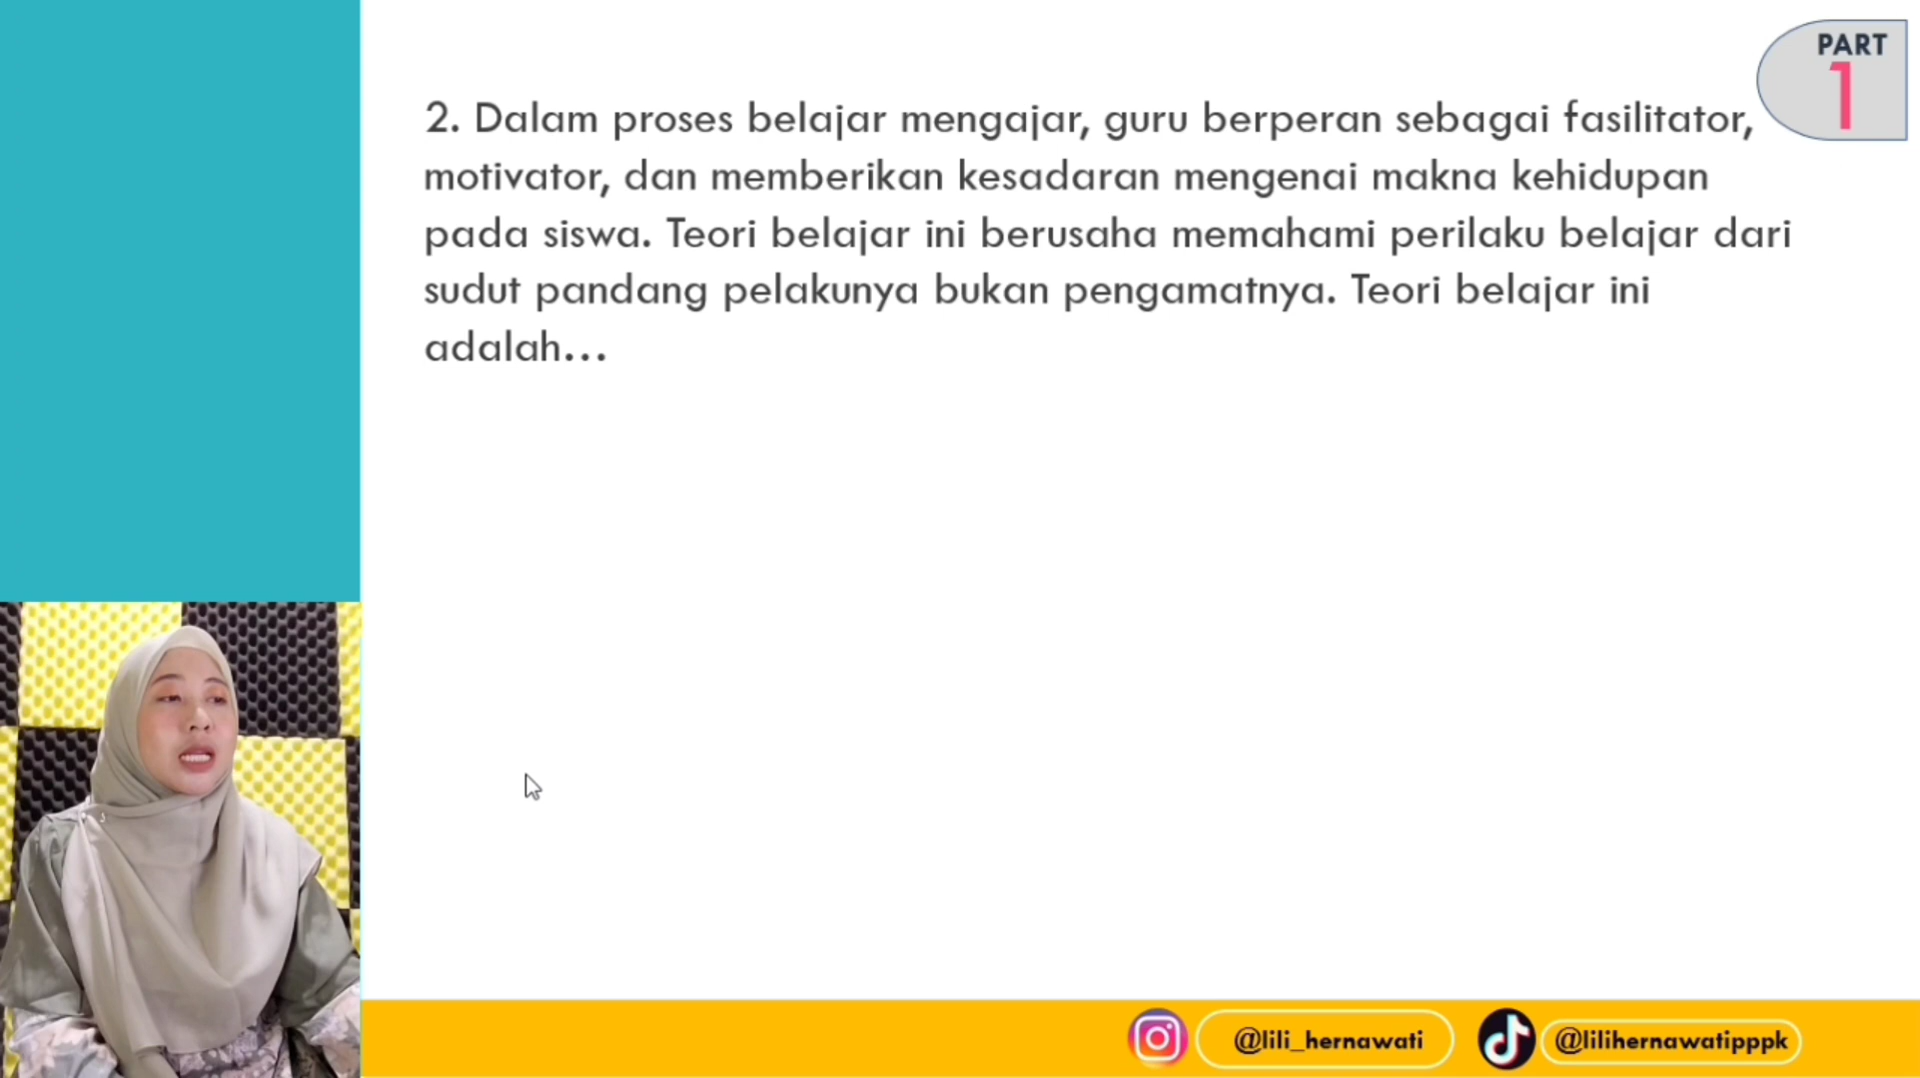 PART
1
2. Dalam proses belajar mengajar, guru berperan sebagai fasilitator,
motivator, dan memberikan kesadaran mengenai makna kehidupan
pada siswa. Teori belajar ini berusaha memahami perilaku belajar dari
sudut pandang pelakunya bukan pengamatnya. Teori belajar ini
adalah...
@lili_hernawati
@lilihernawatipppk